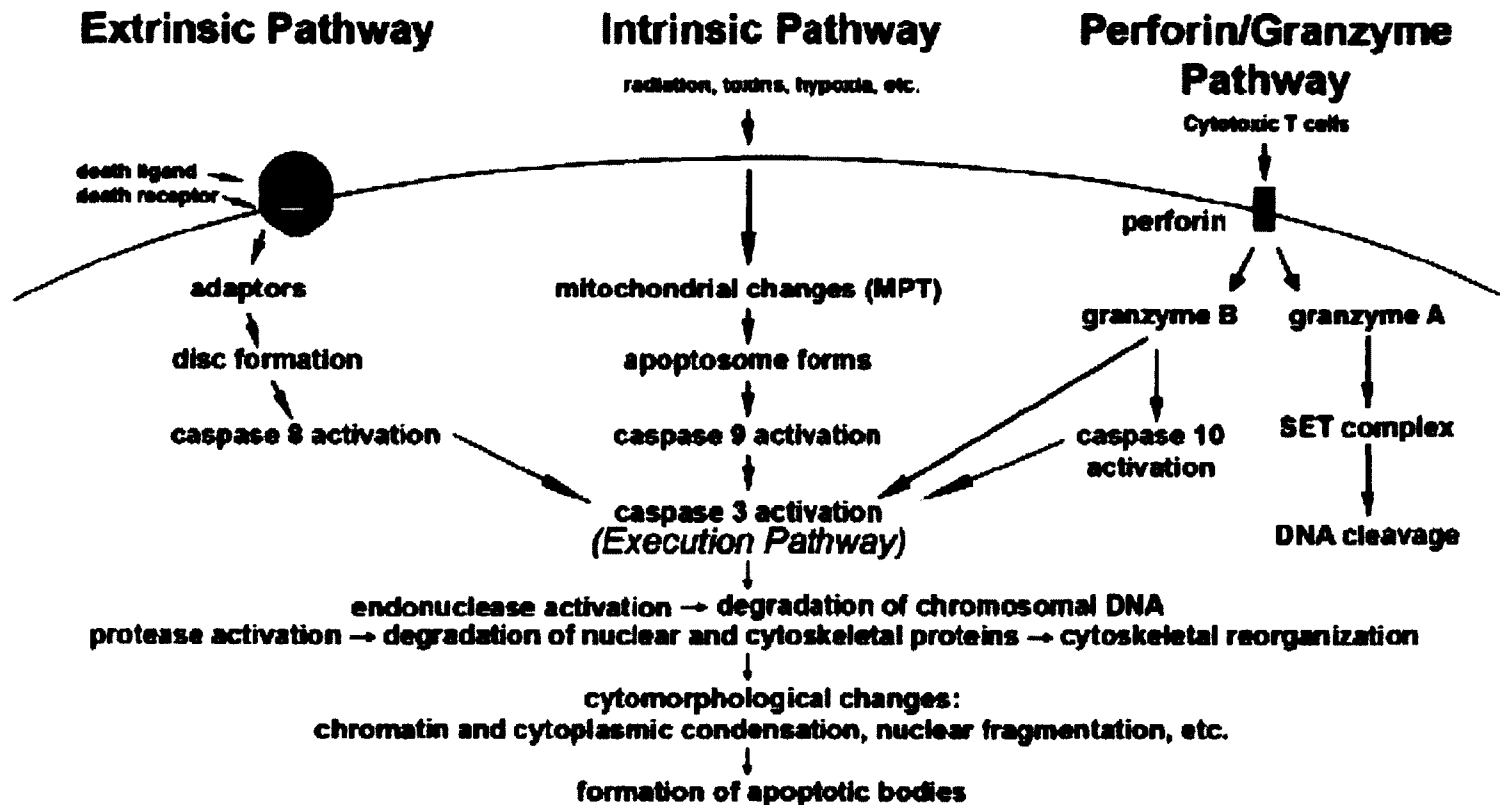 Extrinsic Pathway
Intrinsic Pathway
Perforin/Granzyme
Pathway
radiation, toxins, hypoxia, etc.
Cytotoxic T cells
death ligand
death receptor
perforin
adaptors
mitochondrial changes (MPT)
granzyme B
granzyme A
disc formation
apoptosome forms
caspase 8 activation
caspase 9 activation
caspase 10
activation
SET complex
caspase 3 activation
(Execution Pathway)
DNA cleavage
endonuclease activation → degradation of chromosomal DNA
protease activation → degradation of nuclear and cytoskeletal proteins → cytoskeletal reorganization
cytomorphological changes:
chromatin and cytoplasmic condensation, nuclear fragmentation, etc.
formation of apoptotic bodies